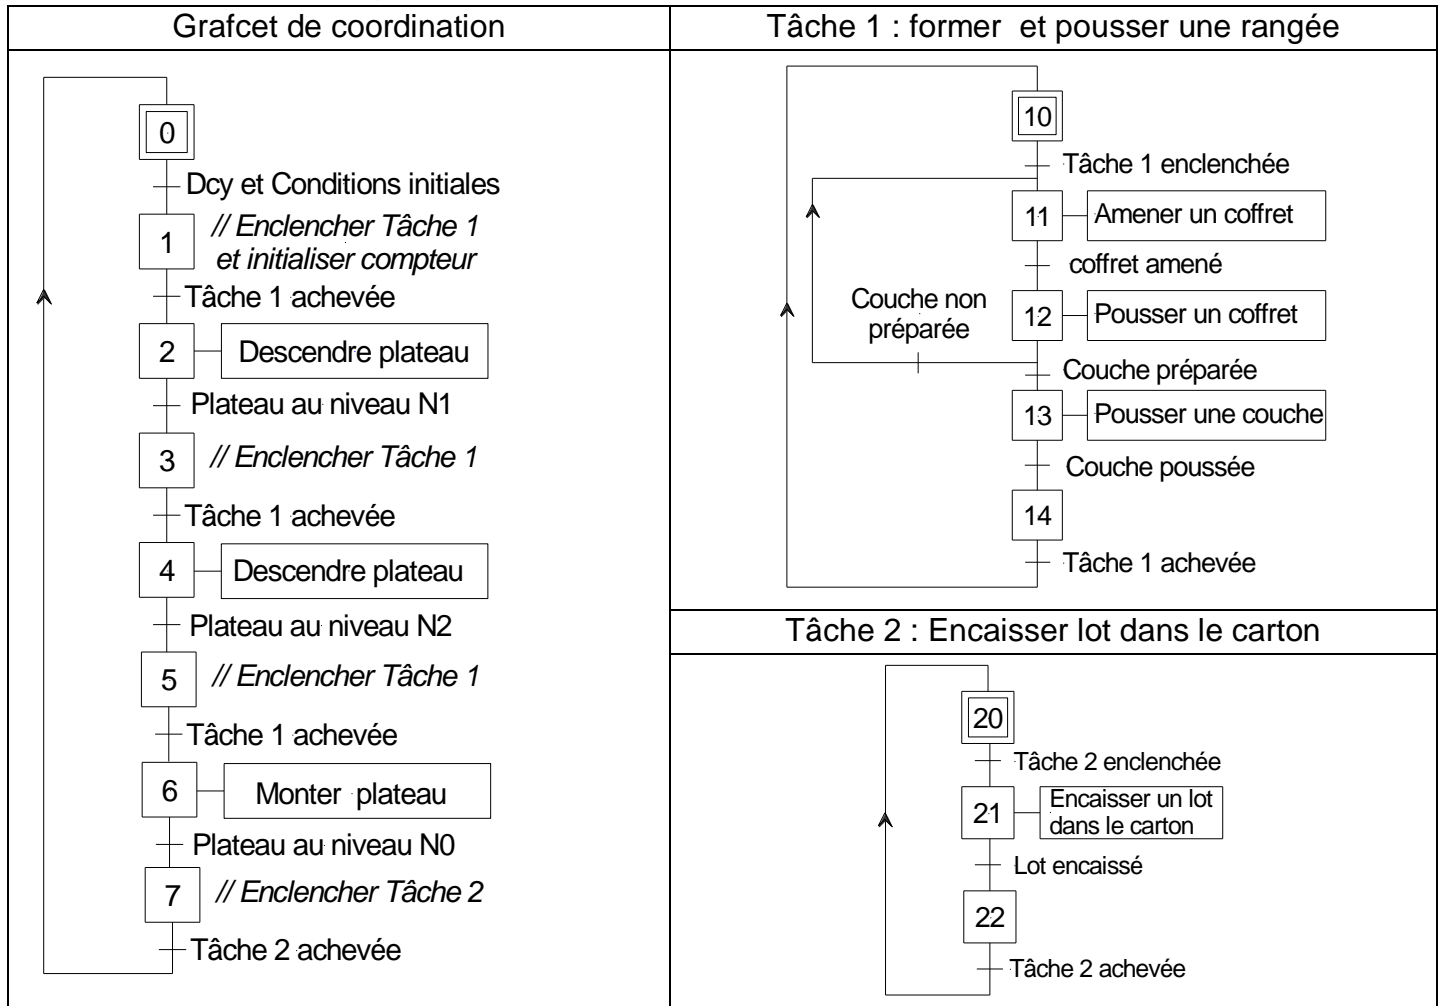 Grafcet de coordination
0
Dcy et Conditions initiales
1
// Enclencher Tâche 1
et initialiser compteur
Tâche 1 achevée
2
Descendre plateau
Plateau au niveau N1
3
// Enclencher Tâche 1
Tâche 1 achevée
4
Descendre plateau
Plateau au niveau N2
5
// Enclencher Tâche 1
Tâche 1 achevée
6
Monter plateau
Plateau au niveau N0
7
// Enclencher Tâche 2
Tâche 2 achevée
Tâche 1 : former et pousser une rangée
10
Tâche 1 enclenchée
11
Amener un coffret
coffret amené
Couche non
préparée
12
Pousser un coffret
Couche préparée
13
Pousser une couche
Couche poussée
14
Tâche 1 achevée
Tâche 2 : Encaisser lot dans le carton
20
Tâche 2 enclenchée
21
Encaisser un lot
dans le carton
Lot encaissé
22
Tâche 2 achevée